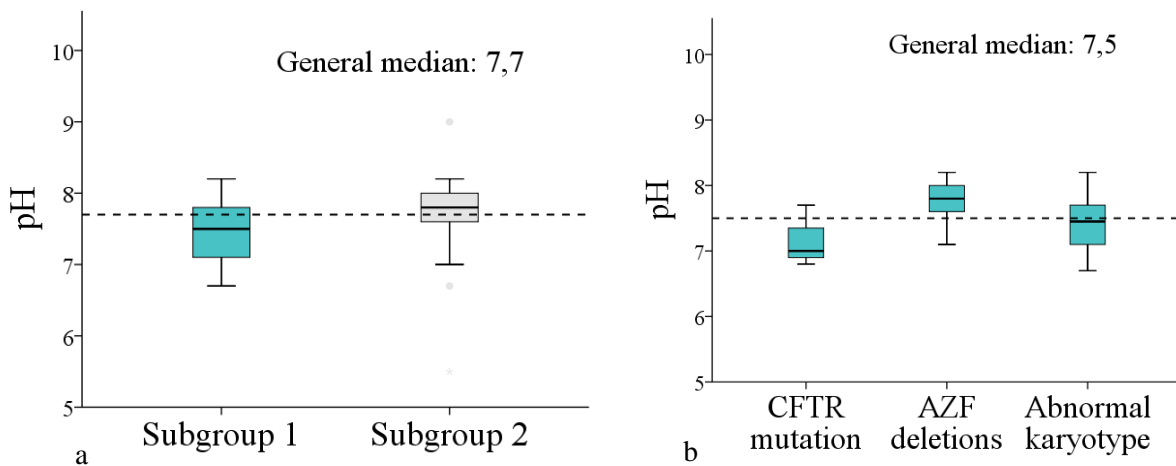 General median: 7,7
pH
10
9
8
7
6
5
Subgroup 1
Subgroup 2
a
General median: 7,5
pH
10
9
8
7
6
5
CFTR
mutation
AZF
deletions
Abnormal
karyotype
b